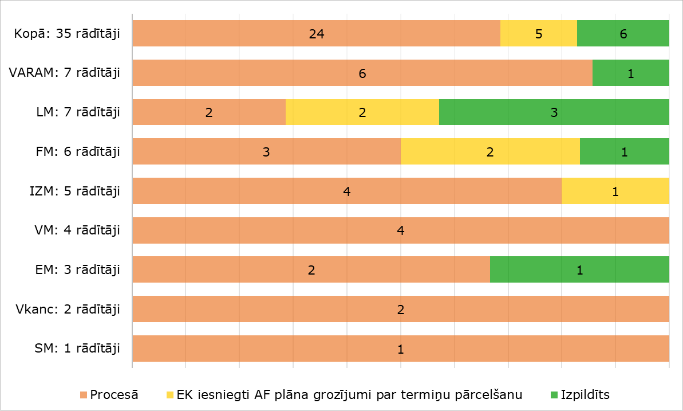 Kopā: 35 rādītāji 24 5 6
VARAM: 7 rādītāji 6 1
LM: 7 rādītāji 2 2 3
FM: 6 rādītāji 3 2 1
IZM: 5 rādītāji 4 1
VM: 4 rādītāji 4
EM: 3 rādītāji 2 1
Vkanc: 2 rādītāji 2
SM: 1 rādītāji 1
Procesā EK iesniegti AF plāna grozījumi par termiņu pārcelšanu Izpildīts